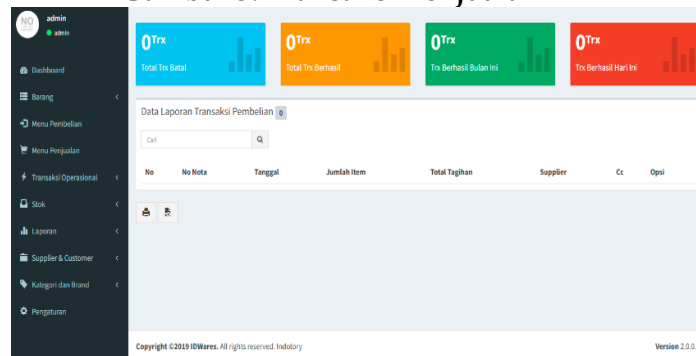 NO
admin
admin
Dashboard
Barang
Menu Pembelian
Menu Penjualan
Transaksi Operasional
Stok
Laporan
Supplier & Customer
Kategori dan Brand
Pengaturan
0Trx
Total Trx Batal
0Trx
Total Trx Berhasil
0Trx
Trx Berhasil Bulan Ini
0Trx
Trx Berhasil Hari Ini
Data Laporan Transaksi Pembelian 0
Cari
No No Nota Tanggal Jumlah Item Total Tagihan Supplier Cc Opsi
Copyright ©2019 IDWares. All rights reserved. Indotory. Version 2.0.0.